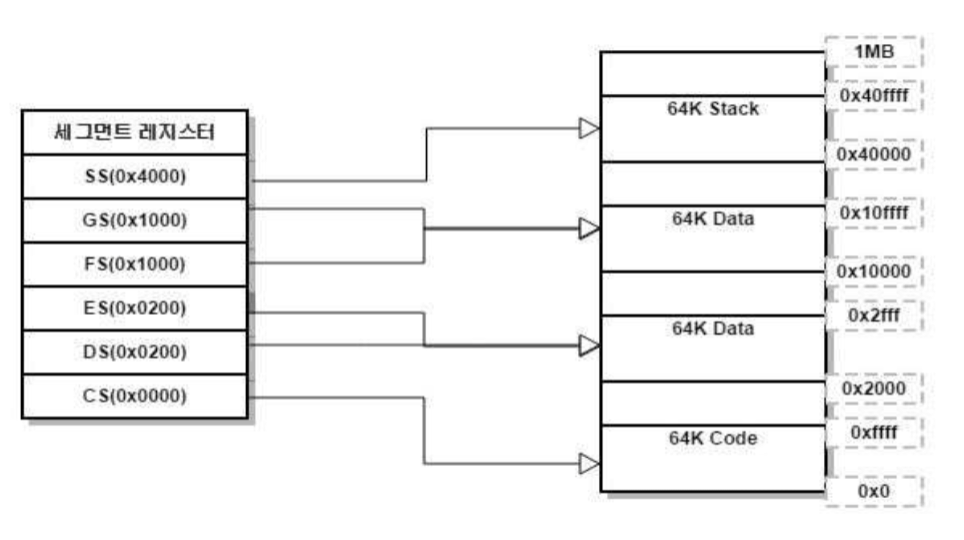 세그먼트 레지스터
SS(0x4000)
GS(0x1000)
FS(0x1000)
ES(0x0200)
DS(0x0200)
CS(0x0000)
64K Stack
64K Data
64K Data
64K Code
1MB
0x40ffff
0x40000
0x10ffff
0x10000
0x2fff
0x2000
0xffff
0x0